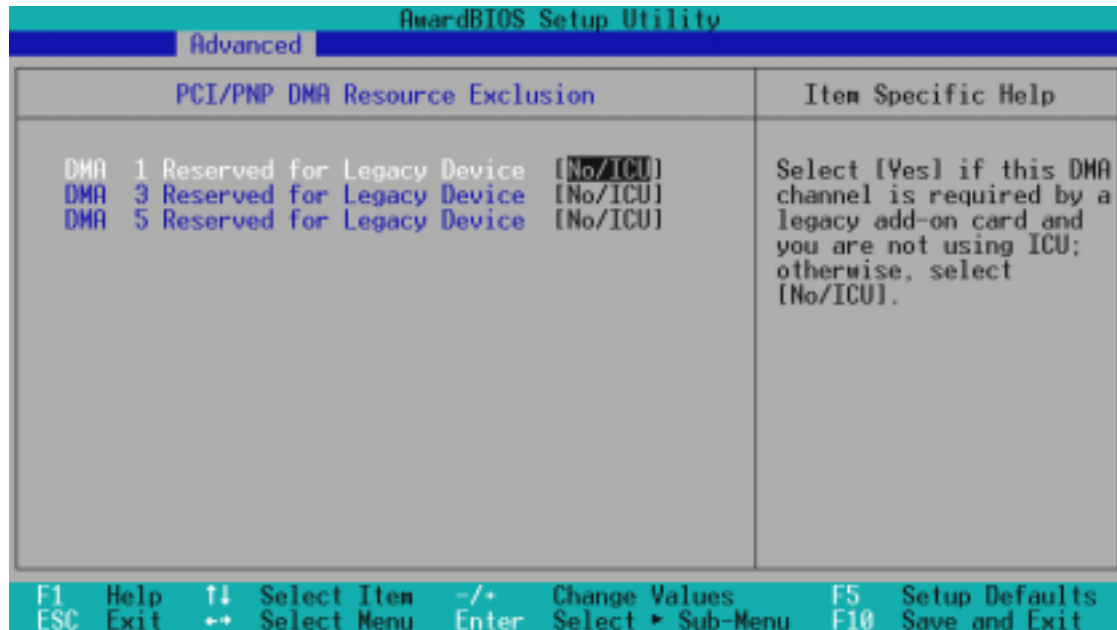 AwardBIOS Setup Utility
Advanced
PCI/PNP DMA Resource Exclusion
Item Specific Help
DMA 1 Reserved for Legacy Device [No/ICU]
DMA 3 Reserved for Legacy Device [No/ICU]
DMA 5 Reserved for Legacy Device [No/ICU]
Select [Yes] if this DMA
channel is required by a
legacy add-on card and
you are not using ICU;
otherwise, select
[No/ICU].
F1 Help ↑↓ Select Item -/+ Change Values F5 Setup Defaults
ESC Exit ←→ Select Menu Enter Select ► Sub-Menu F10 Save and Exit